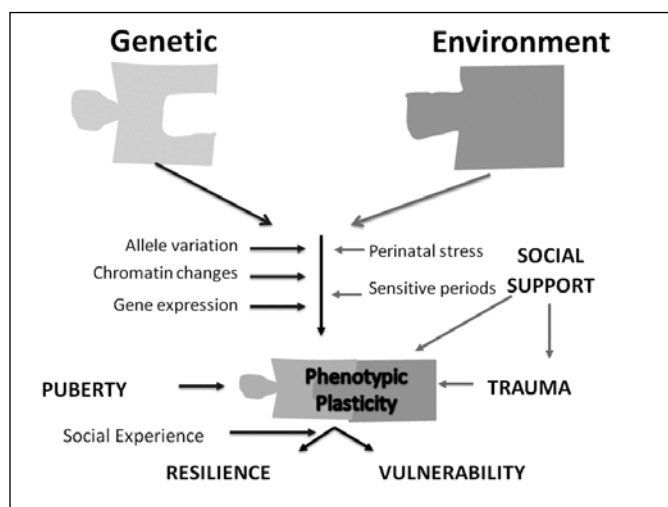 Genetic
Environment
Allele variation
Perinatal stress
Chromatin changes
Sensitive periods
SOCIAL
SUPPORT
Gene expression
Phenotypic
Plasticity
PUBERTY
TRAUMA
Social Experience
RESILIENCE
VULNERABILITY